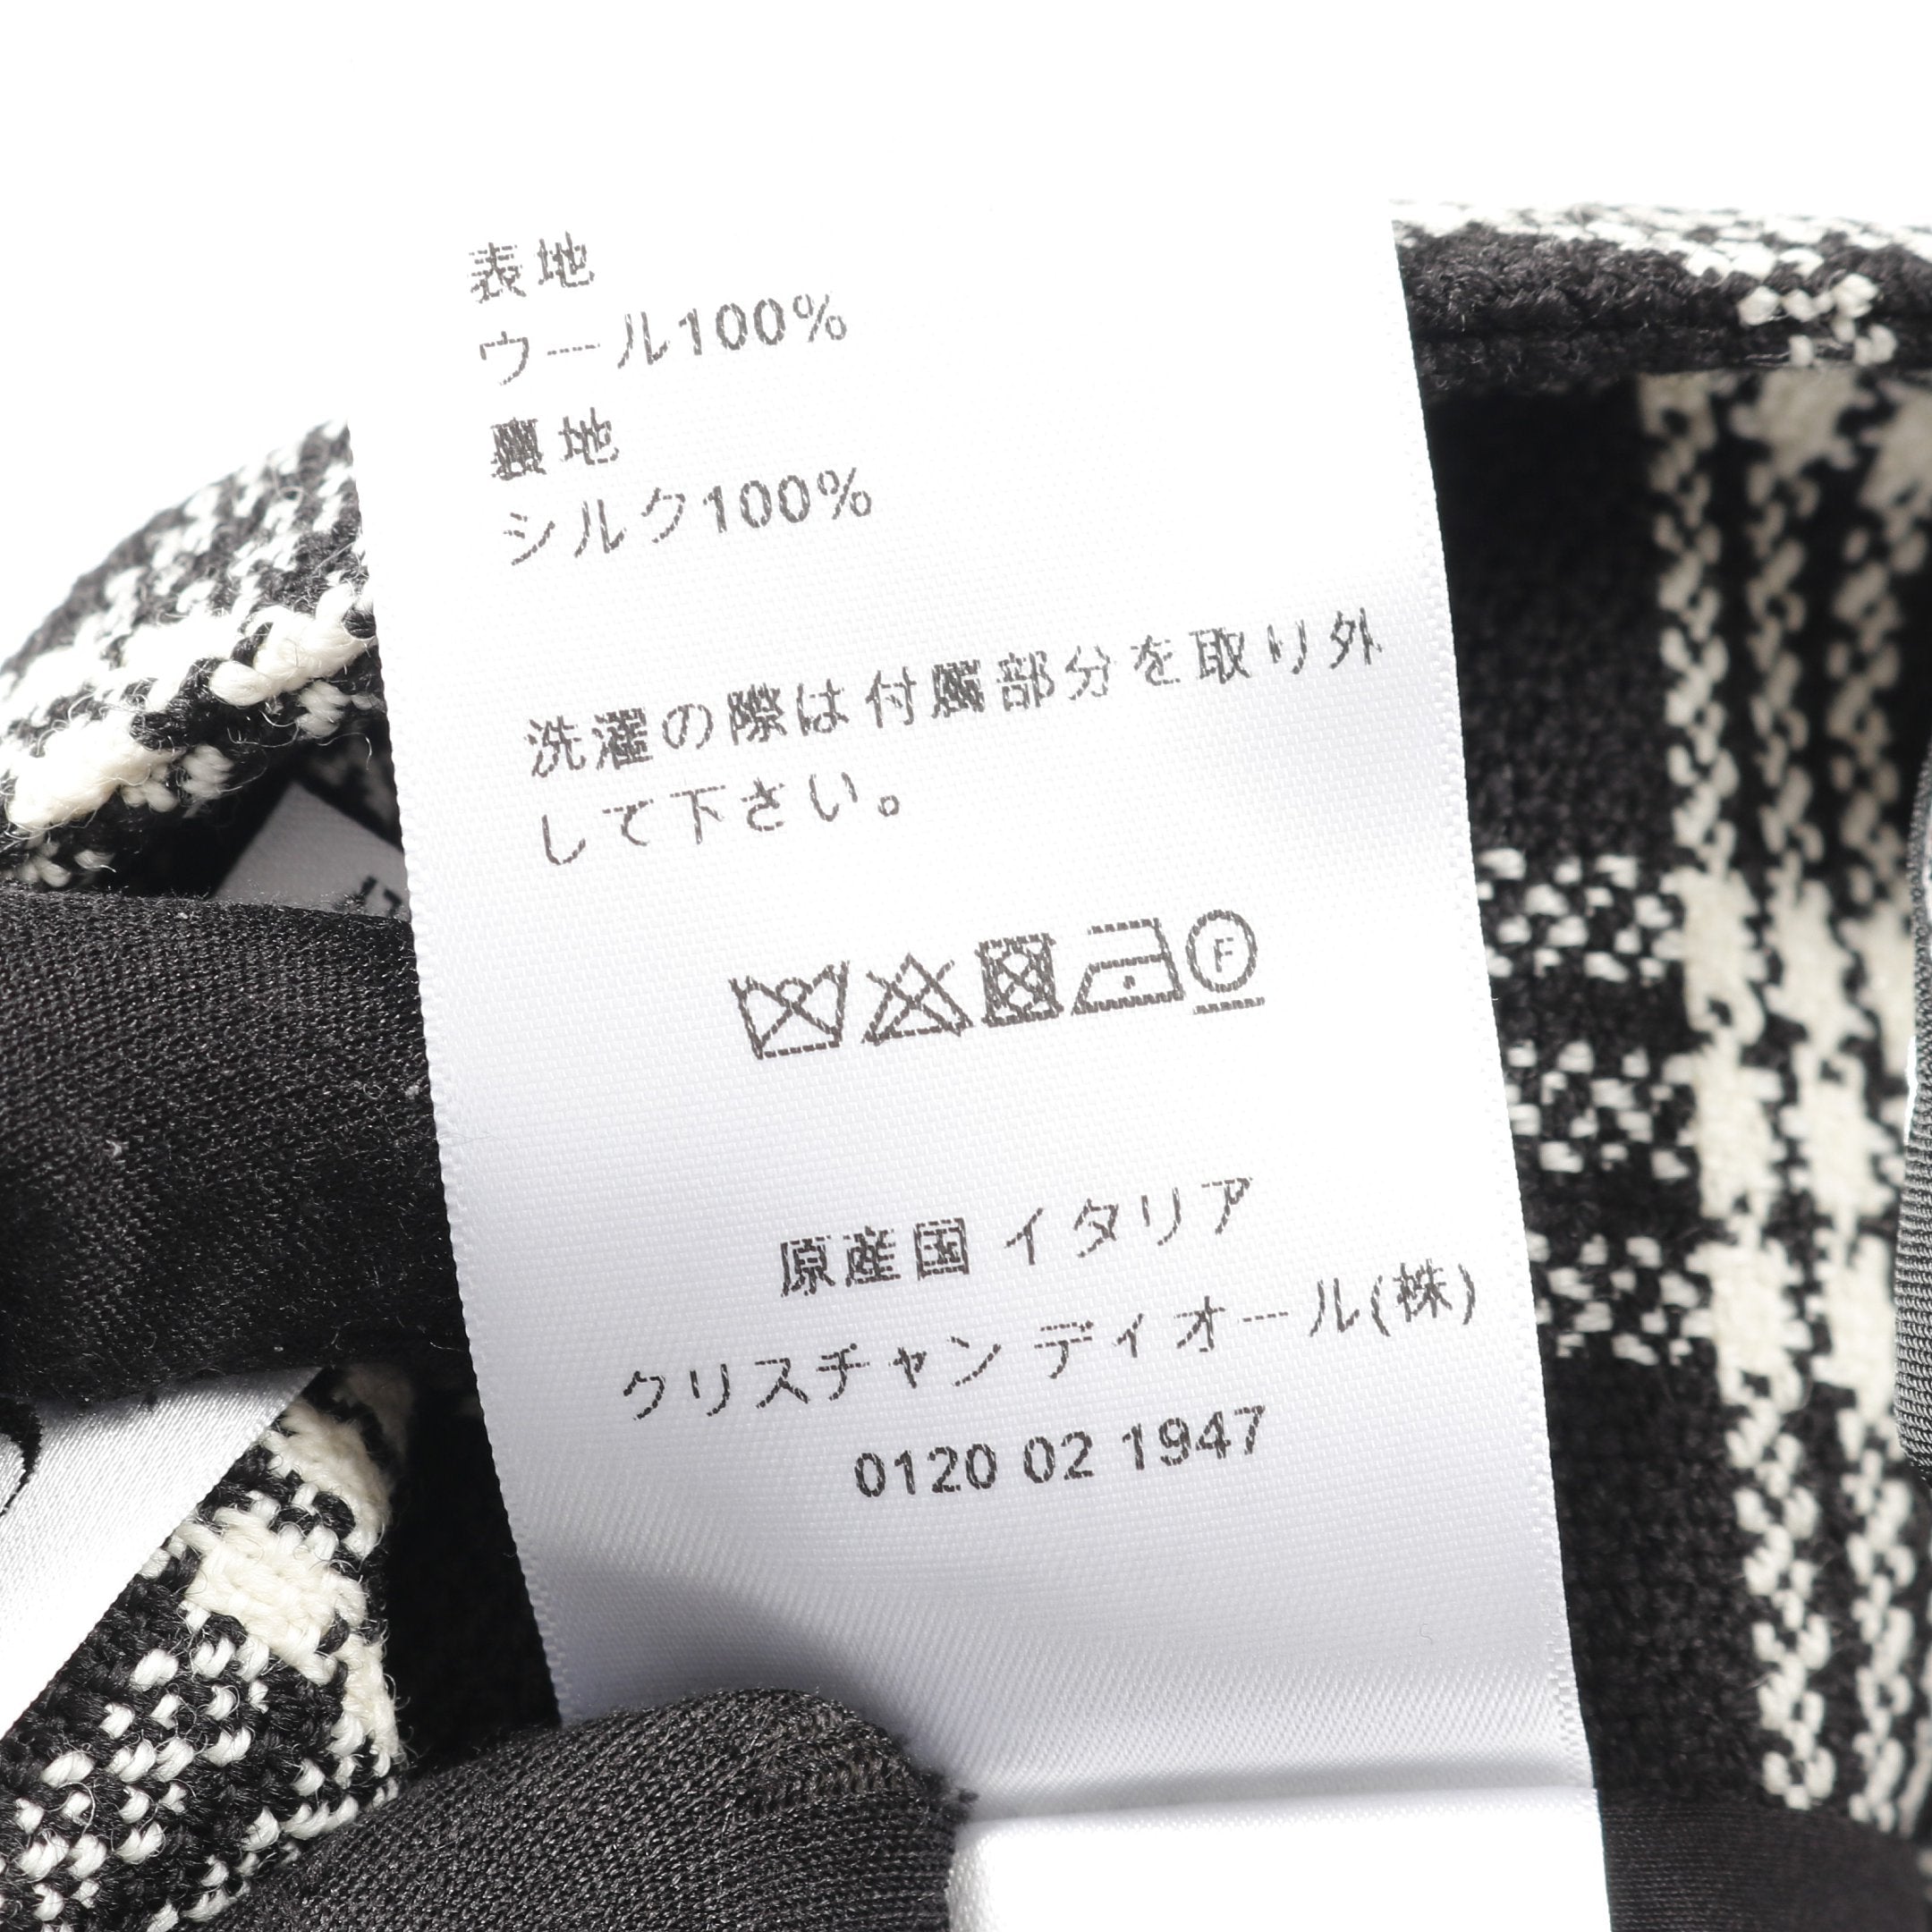 表地
ウール100%
裏地
シルク100%
洗濯の際は付属部分を取り外
して下さい。
F
原産国 イタリア
クリスチャン ディオール(株)
0120 02 1947